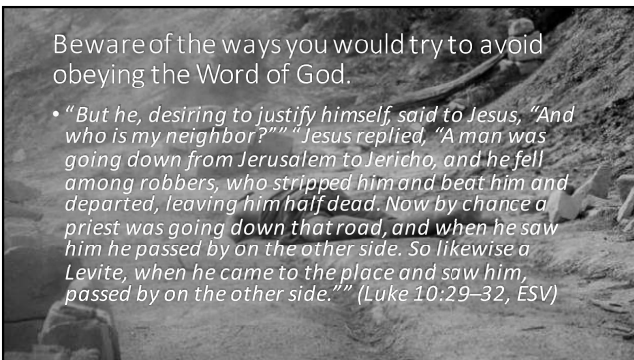 Beware of the ways you would try to avoid
obeying the Word of God.
• “But he, desiring to justify himself, said to Jesus, “And
who is my neighbor?”” “Jesus replied, “A man was
going down from Jerusalem to Jericho, and he fell
among robbers, who stripped him and beat him and
departed, leaving him half dead. Now by chance a
priest was going down that road, and when he saw
him he passed by on the other side. So likewise a
Levite, when he came to the place and saw him,
passed by on the other side.”” (Luke 10:29–32, ESV)